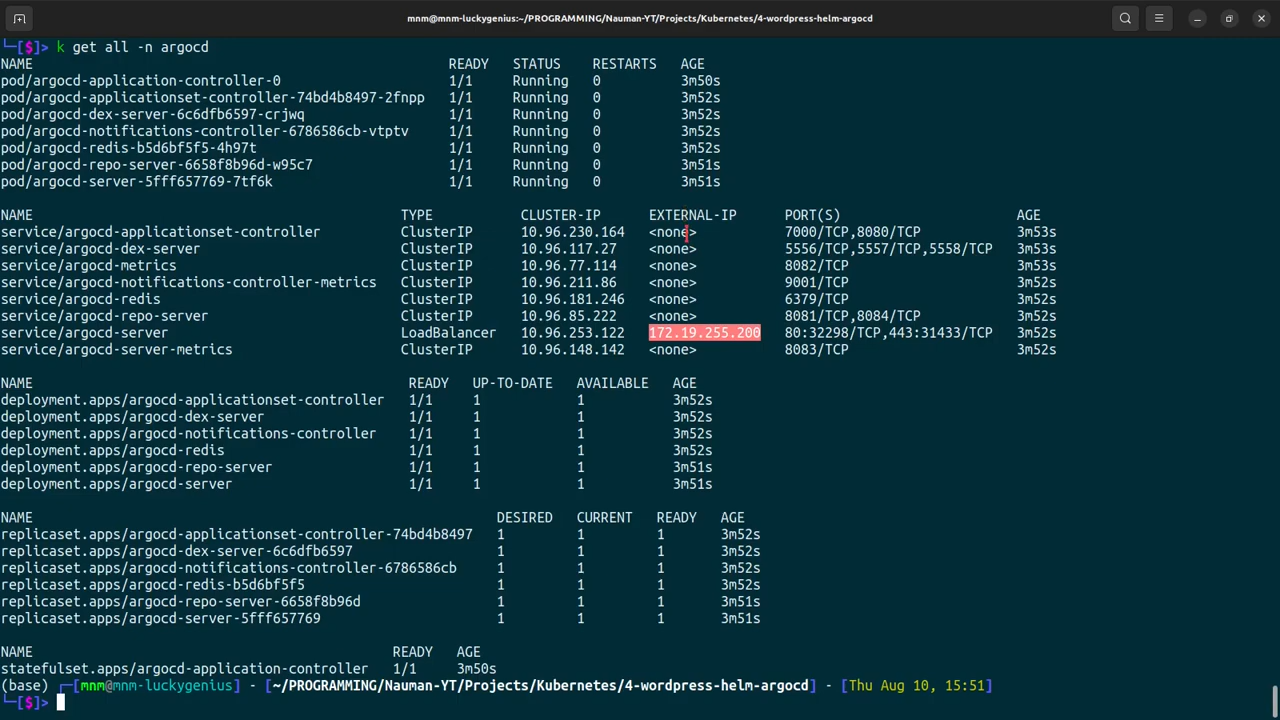 mnm@mnm-luckygenius:~/PROGRAMMING/Nauman-YT/Projects/Kubernetes/4-wordpress-helm-argocd
└─[$]> k get all -n argocd
NAME READY STATUS RESTARTS AGE
pod/argocd-application-controller-0 1/1 Running 0 3m50s
pod/argocd-applicationset-controller-74bd4b8497-2fnpp 1/1 Running 0 3m52s
pod/argocd-dex-server-6c6dfb6597-crjwq 1/1 Running 0 3m52s
pod/argocd-notifications-controller-6786586cb-vtptv 1/1 Running 0 3m52s
pod/argocd-redis-b5d6bf5f5-4h97t 1/1 Running 0 3m52s
pod/argocd-repo-server-6658f8b96d-w95c7 1/1 Running 0 3m51s
pod/argocd-server-5fff657769-7tf6k 1/1 Running 0 3m51s
NAME TYPE CLUSTER-IP EXTERNAL-IP PORT(S) AGE
service/argocd-applicationset-controller ClusterIP 10.96.230.164 <none> 7000/TCP,8080/TCP 3m53s
service/argocd-dex-server ClusterIP 10.96.117.27 <none> 5556/TCP,5557/TCP,5558/TCP 3m53s
service/argocd-metrics ClusterIP 10.96.77.114 <none> 8082/TCP 3m53s
service/argocd-notifications-controller-metrics ClusterIP 10.96.211.86 <none> 9001/TCP 3m52s
service/argocd-redis ClusterIP 10.96.181.246 <none> 6379/TCP 3m52s
service/argocd-repo-server ClusterIP 10.96.85.222 <none> 8081/TCP,8084/TCP 3m52s
service/argocd-server LoadBalancer 10.96.253.122 172.19.255.200 80:32298/TCP,443:31433/TCP 3m52s
service/argocd-server-metrics ClusterIP 10.96.148.142 <none> 8083/TCP 3m52s
NAME READY UP-TO-DATE AVAILABLE AGE
deployment.apps/argocd-applicationset-controller 1/1 1 1 3m52s
deployment.apps/argocd-dex-server 1/1 1 1 3m52s
deployment.apps/argocd-notifications-controller 1/1 1 1 3m52s
deployment.apps/argocd-redis 1/1 1 1 3m52s
deployment.apps/argocd-repo-server 1/1 1 1 3m51s
deployment.apps/argocd-server 1/1 1 1 3m51s
NAME DESIRED CURRENT READY AGE
replicaset.apps/argocd-applicationset-controller-74bd4b8497 1 1 1 3m52s
replicaset.apps/argocd-dex-server-6c6dfb6597 1 1 1 3m52s
replicaset.apps/argocd-notifications-controller-6786586cb 1 1 1 3m52s
replicaset.apps/argocd-redis-b5d6bf5f5 1 1 1 3m52s
replicaset.apps/argocd-repo-server-6658f8b96d 1 1 1 3m51s
replicaset.apps/argocd-server-5fff657769 1 1 1 3m51s
NAME READY AGE
statefulset.apps/argocd-application-controller 1/1 3m50s
(base) ┌─[mnm@mnm-luckygenius] - [~/PROGRAMMING/Nauman-YT/Projects/Kubernetes/4-wordpress-helm-argocd] - [Thu Aug 10, 15:51]
└─[$]>